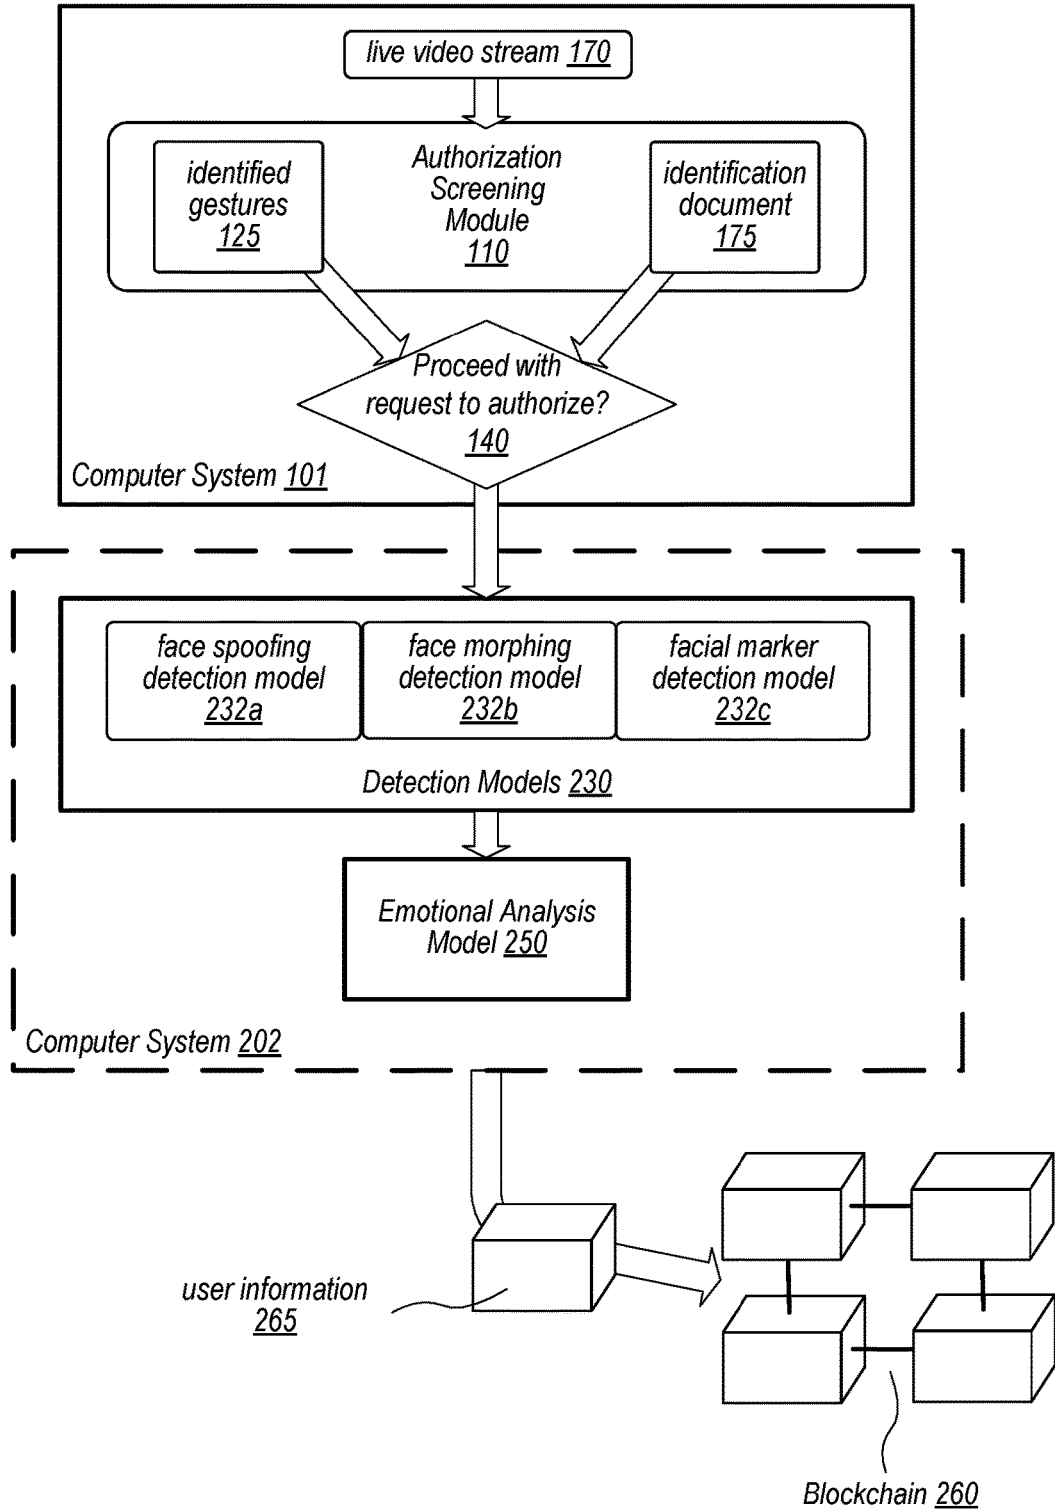 live video stream 170
identified
gestures
125
Authorization
Screening
Module
110
identification
document
175
Proceed with
request to authorize?
140
Computer System 101
face spoofing
detection model
232a
face morphing
detection model
232b
facial marker
detection model
232c
Detection Models 230
Emotional Analysis
Model 250
Computer System 202
user information
265
Blockchain 260